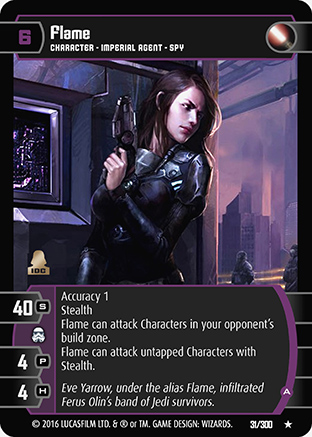 6
Flame
CHARACTER - IMPERIAL AGENT - SPY
IDC
40 S
4 P
4 H
Accuracy 1
Stealth
Flame can attack Characters in your opponent's
build zone.
Flame can attack untapped Characters with
Stealth.
Eve Yarrow, under the alias Flame, infiltrated
Ferus Olin's band of Jedi survivors.
A
© 2016 LUCASFILM LTD. & ® or TM. GAME DESIGN: WIZARDS.
31/300 ★